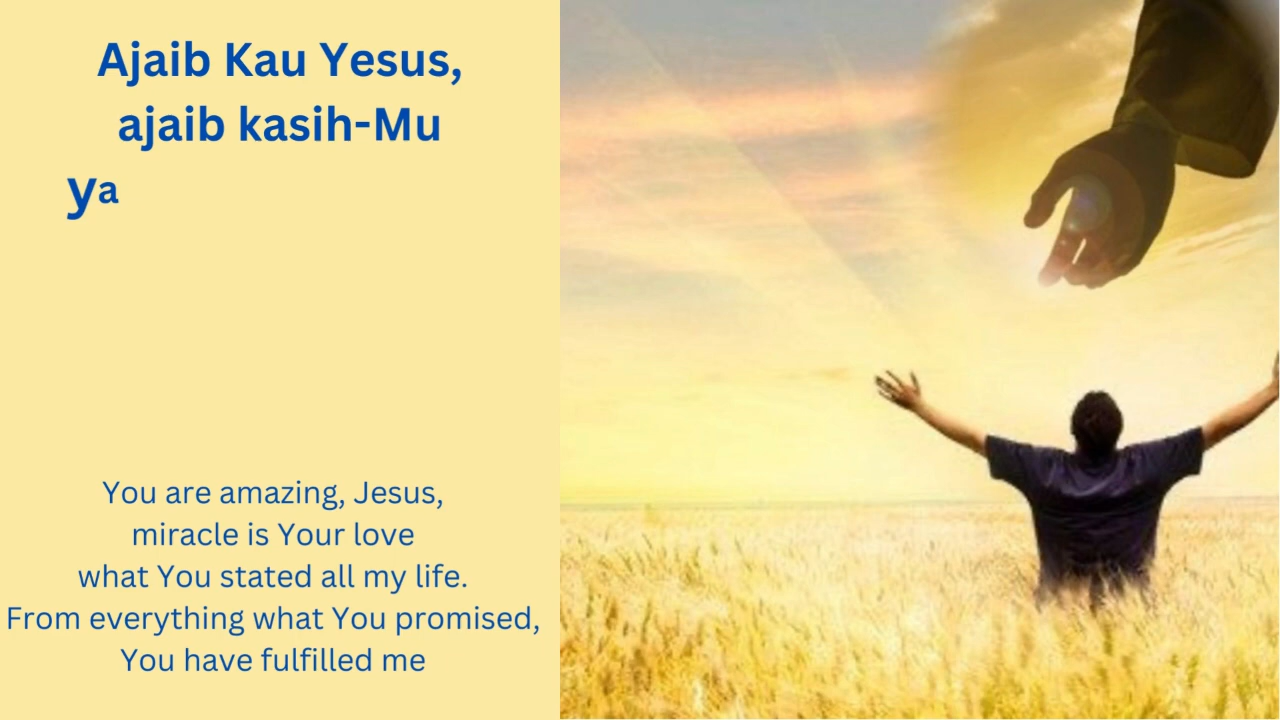 Ajaib Kau Yesus,
ajaib kasih-Mu
ya
You are amazing, Jesus,
miracle is Your love
what You stated all my life.
From everything what You promised,
You have fulfilled me